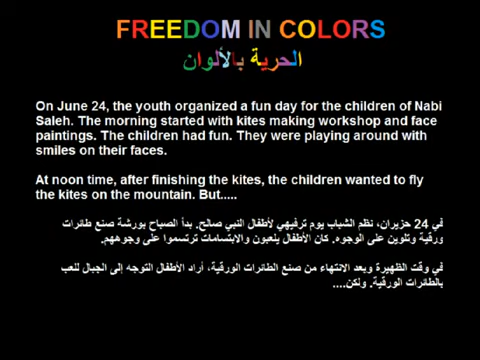 FREEDOM IN COLORS
الحرية بالألوان
On June 24, the youth organized a fun day for the children of Nabi
Saleh. The morning started with kites making workshop and face
paintings. The children had fun. They were playing around with
smiles on their faces.
At noon time, after finishing the kites, the children wanted to fly
the kites on the mountain. But.....
في 24 حزيران، نظم الشباب يوم ترفيهي لأطفال النبي صالح. بدأ الصباح بورشة صنع طائرات
ورقية وتلوين على الوجوه. كان الأطفال يلعبون والابتسامات ترتسموا على وجوههم.
في وقت الظهيرة وبعد الانتهاء من صنع الطائرات الورقية، أراد الأطفال التوجه إلى الجبال للعب
بالطائرات الورقية. ولكن....